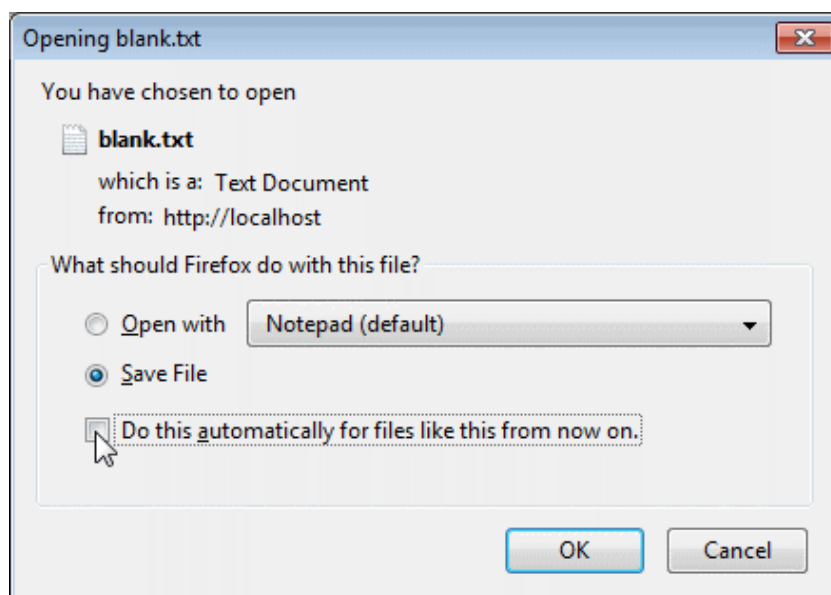 Opening blank.txt
You have chosen to open
blank.txt
which is a: Text Document
from: http://localhost
What should Firefox do with this file?
Open with Notepad (default)
Save File
Do this automatically for files like this from now on.
OK Cancel